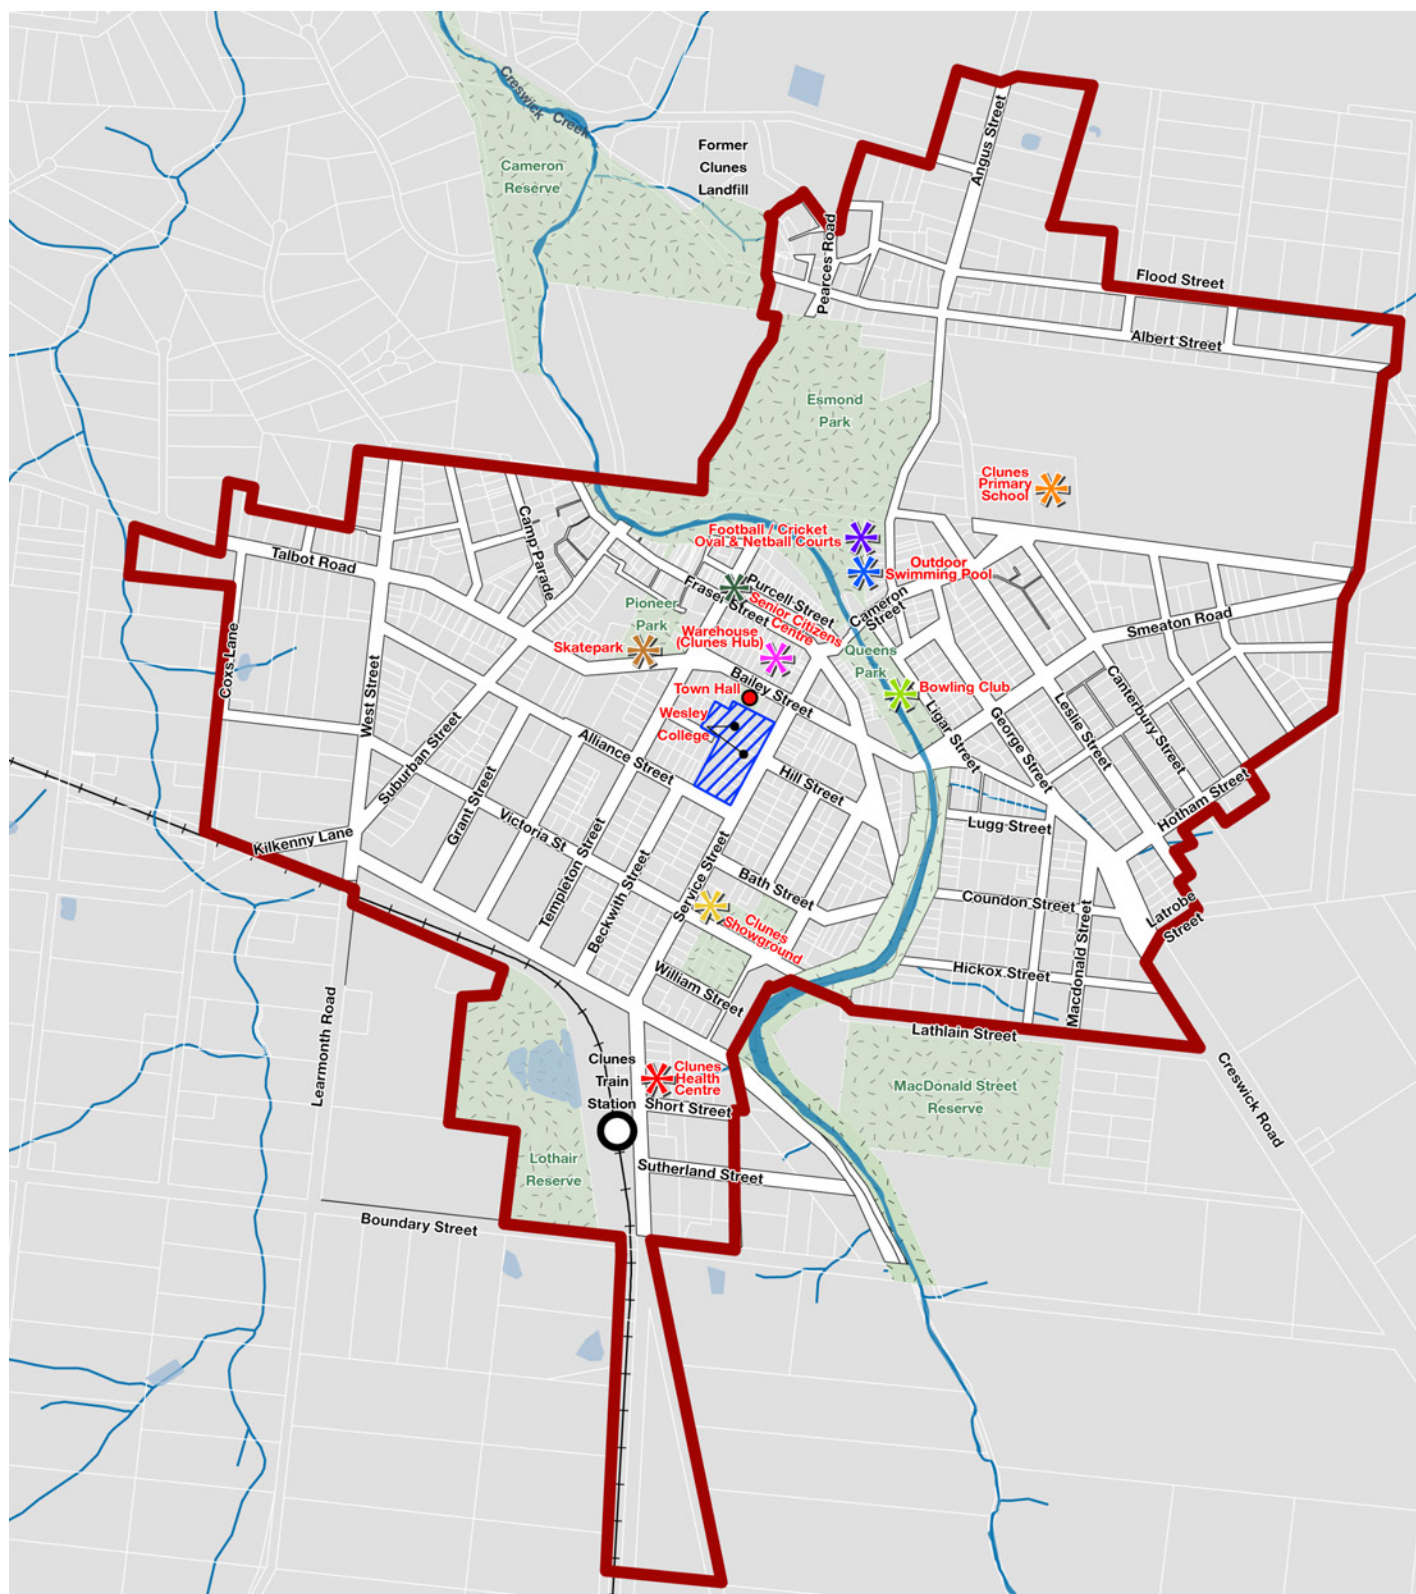 Creswick
Creek
Former
Clunes
Landfill
Cameron
Reserve
Angus Street
Pearces Road
Flood Street
Albert Street
Esmond
Park
Clunes
Primary
School
Football / Cricket
Oval & Netball Courts
Outdoor
Swimming Pool
Talbot Road
Camp Parade
Purcell Street
Fraser Street
Senior Citizens
Centre
Cameron
Street
Pioneer
Park
Smeaton Road
Skatepark
Warehouse
(Clunes Hub)
Queens
Park
Coxs Lane
West Street
Town Hall
Bailey Street
Bowling Club
Wesley
College
Ligar Street
George Street
Leslie Street
Canterbury Street
Suburban Street
Alliance Street
Hill Street
Hotham Street
Grant Street
Victoria St
Lugg Street
Kilkenny Lane
Templeton Street
Beckwith Street
Service Street
Bath Street
Coundon Street
Latrobe
Street
Clunes
Showground
Macdonald Street
William Street
Hickox Street
Learmonth Road
Lathlain Street
Clunes
Train
Station
Clunes
Health
Centre
Short Street
MacDonald Street
Reserve
Creswick Road
Lothair
Reserve
Sutherland Street
Boundary Street